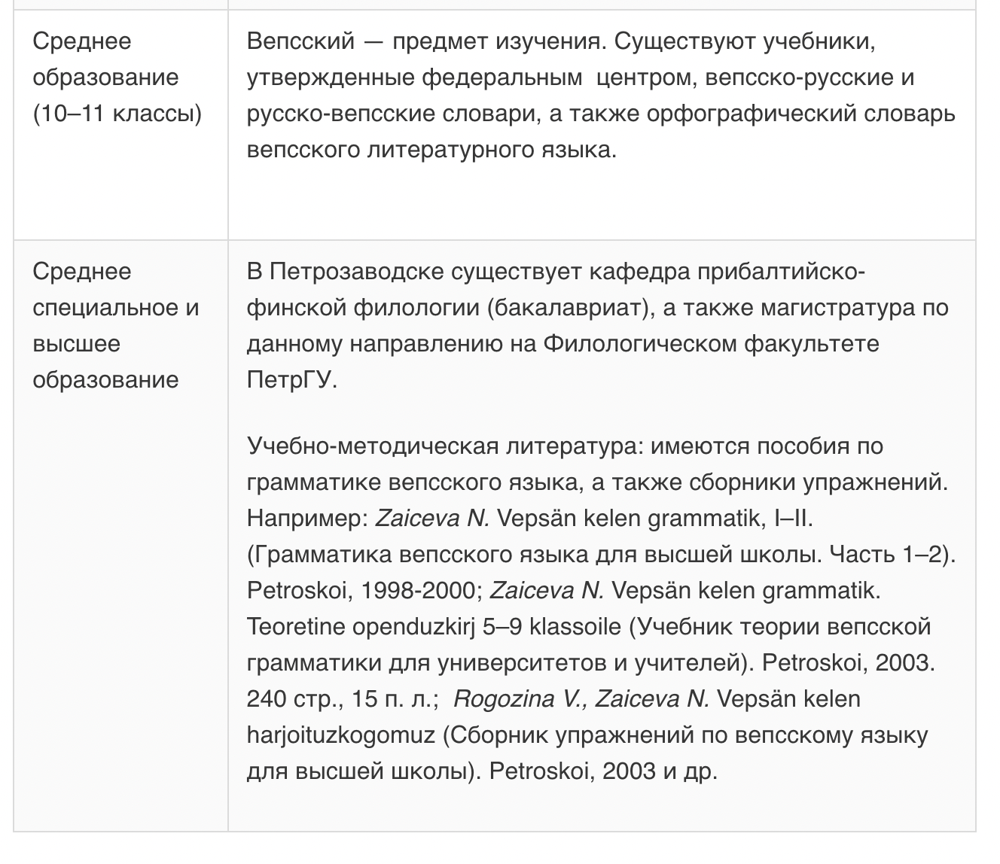 Среднее
образование
(10–11 классы)
Вепсский — предмет изучения. Существуют учебники,
утвержденные федеральным  центром, вепсско-русские и
русско-вепсские словари, а также орфографический словарь
вепсского литературного языка.
Среднее
специальное и
высшее
образование
В Петрозаводске существует кафедра прибалтийско-
финской филологии (бакалавриат), а также магистратура по
данному направлению на Филологическом факультете
ПетрГУ.
Учебно-методическая литература: имеются пособия по
грамматике вепсского языка, а также сборники упражнений.
Например: Zaiceva N. Vepsän kelen grammatik, I–II.
(Грамматика вепсского языка для высшей школы. Часть 1–2).
Petroskoi, 1998-2000; Zaiceva N. Vepsän kelen grammatik.
Teoretine openduzkirj 5–9 klassoile (Учебник теории вепсской
грамматики для университетов и учителей). Petroskoi, 2003.
240 стр., 15 п. л.;  Rogozina V., Zaiceva N. Vepsän kelen
harjoituzkogomuz (Сборник упражнений по вепсскому языку
для высшей школы). Petroskoi, 2003 и др.